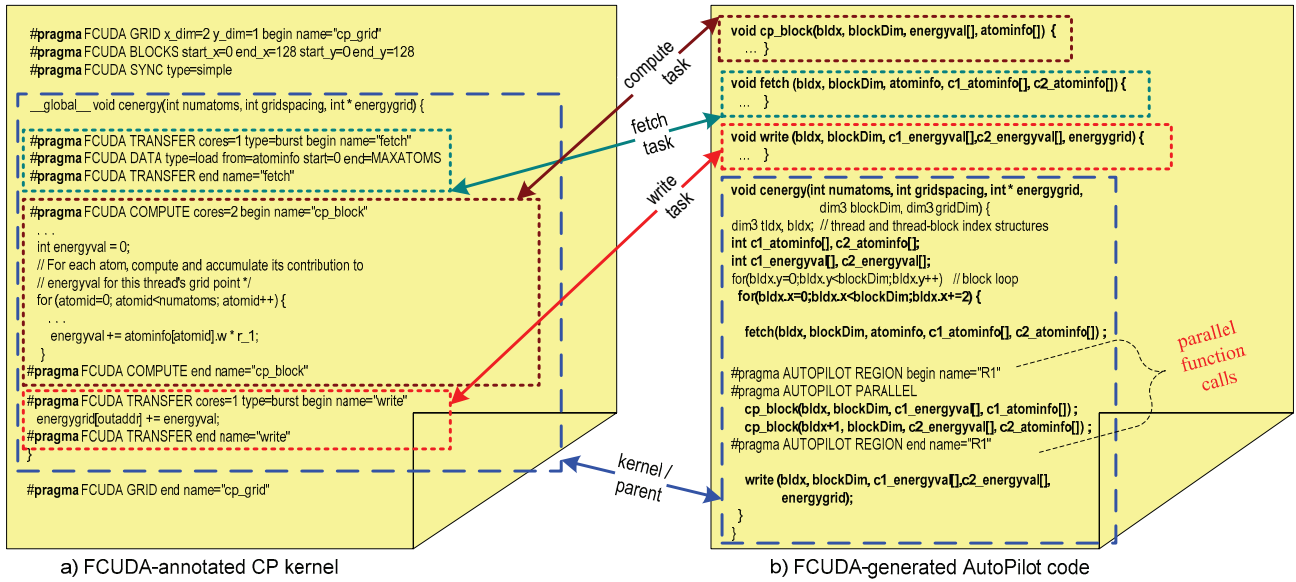 #pragma FCUDA GRID x_dim=2 y_dim=1 begin name="cp_grid"
#pragma FCUDA BLOCKS start_x=0 end_x=128 start_y=0 end_y=128
#pragma FCUDA SYNC type=simple
__global__ void cenergy(int numatoms, int gridspacing, int * energygrid) {
#pragma FCUDA TRANSFER cores=1 type=burst begin name="fetch"
#pragma FCUDA DATA type=load from=atominfo start=0 end=MAXATOMS
#pragma FCUDA TRANSFER end name="fetch"
#pragma FCUDA COMPUTE cores=2 begin name="cp_block"
. . .
int energyval = 0;
// For each atom, compute and accumulate its contribution to
// energyval for this thread's grid point */
for (atomid=0; atomid<numatoms; atomid++) {
. . .
energyval += atominfo[atomid].w * r_1;
}
#pragma FCUDA COMPUTE end name="cp_block"
#pragma FCUDA TRANSFER cores=1 type=burst begin name="write"
energygrid[outaddr] += energyval;
#pragma FCUDA TRANSFER end name="write"
}
#pragma FCUDA GRID end name="cp_grid"
a) FCUDA-annotated CP kernel
compute
task
fetch
task
write
task
kernel /
parent
void cp_block(bIdx, blockDim, energyval[], atominfo[]) {
... }
void fetch (bIdx, blockDim, atominfo, c1_atominfo[], c2_atominfo[]) {
... }
void write (bIdx, blockDim, c1_energyval[],c2_energyval[], energygrid) {
... }
void cenergy(int numatoms, int gridspacing, int * energygrid,
dim3 blockDim, dim3 gridDim) {
dim3 tIdx, bIdx; // thread and thread-block index structures
int c1_atominfo[], c2_atominfo[];
int c1_energyval[], c2_energyval[];
for(bIdx.y=0;bIdx.y<blockDim;bIdx.y++) // block loop
for(bIdx.x=0;bIdx.x<blockDim;bIdx.x+=2) {
fetch(bIdx, blockDim, atominfo, c1_atominfo[], c2_atominfo[]) ;
#pragma AUTOPILOT REGION begin name="R1"
#pragma AUTOPILOT PARALLEL
cp_block(bIdx, blockDim, c1_energyval[], c1_atominfo[]) ;
cp_block(bIdx+1, blockDim, c2_energyval[], c2_atominfo[]) ;
#pragma AUTOPILOT REGION end name="R1"
write (bIdx, blockDim, c1_energyval[],c2_energyval[],
energygrid);
}
}
parallel
function
calls
b) FCUDA-generated AutoPilot code